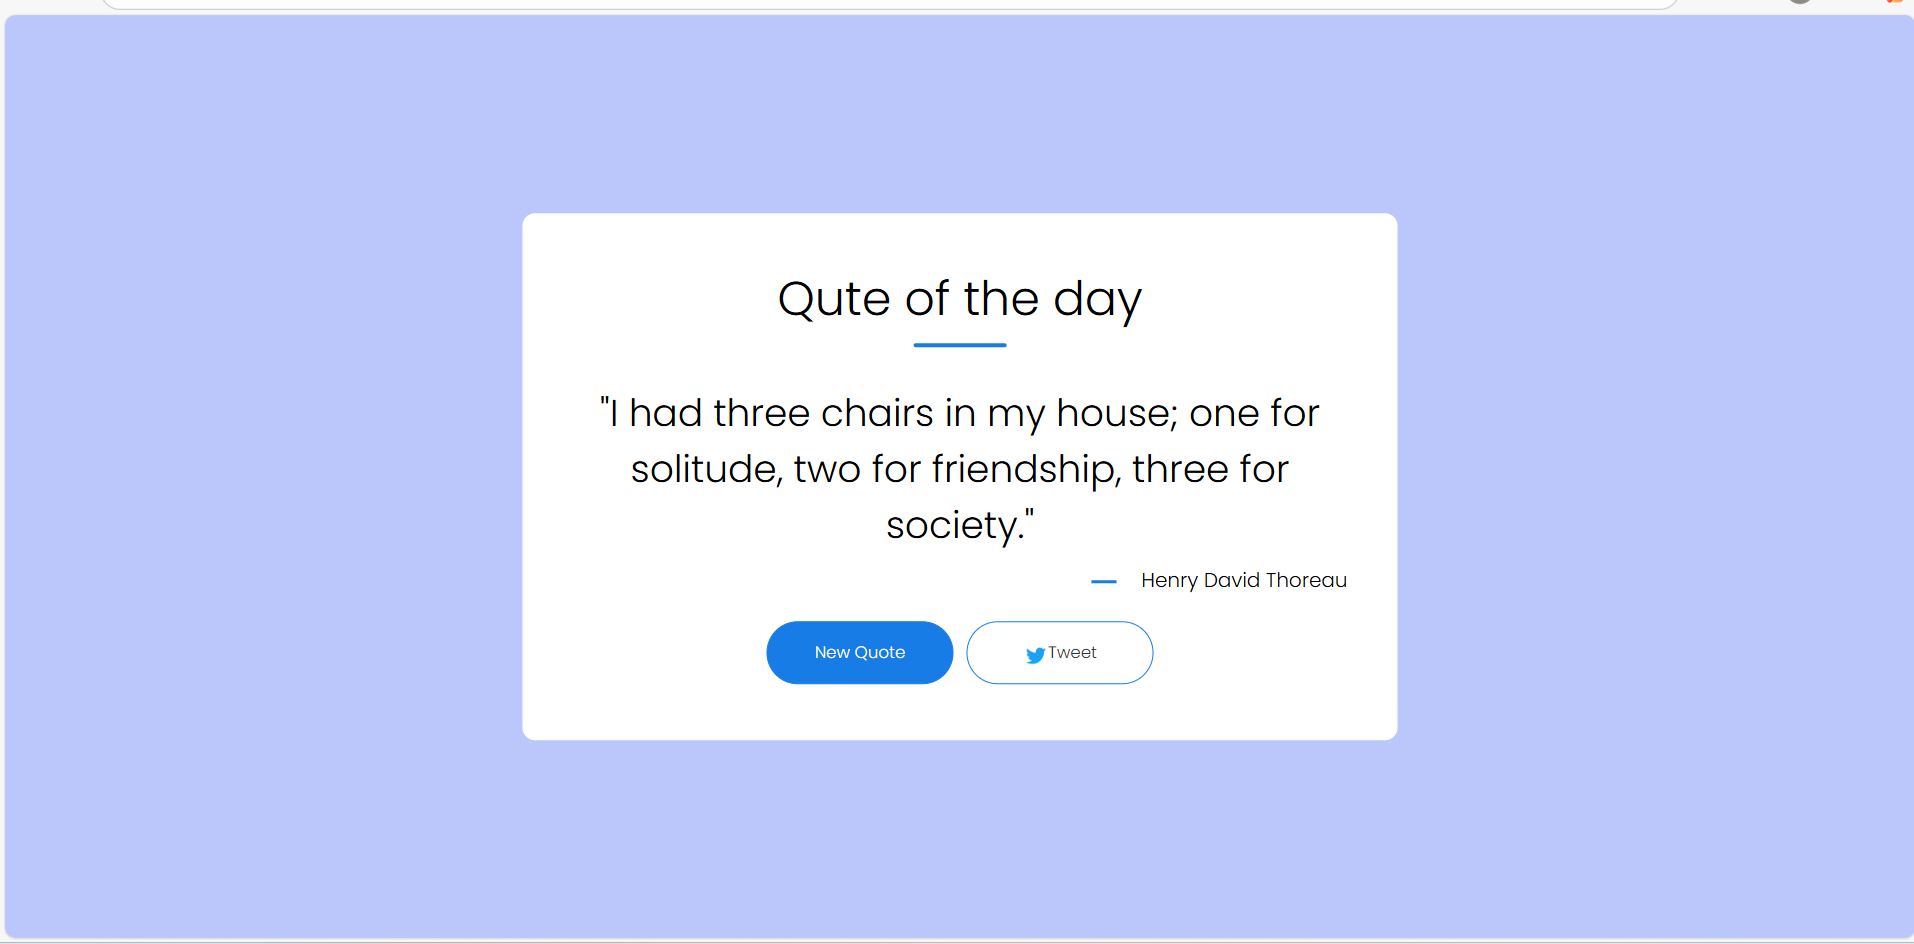 Qute of the day
"I had three chairs in my house; one for
solitude, two for friendship, three for
society."
Henry David Thoreau
New Quote
Tweet